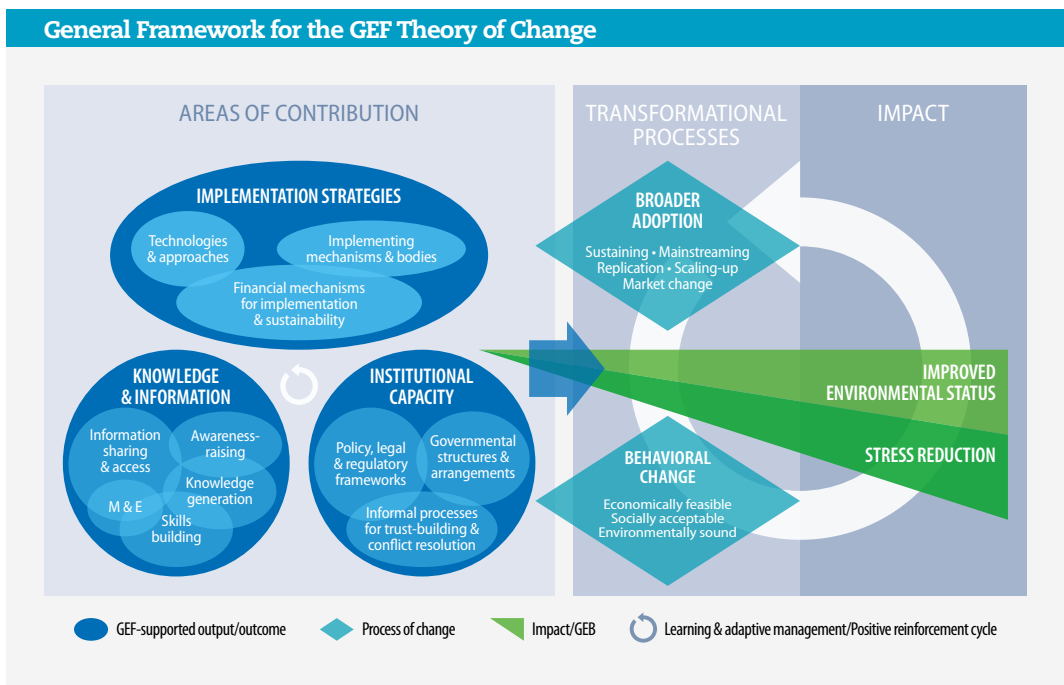 General Framework for the GEF Theory of Change
AREAS OF CONTRIBUTION
IMPLEMENTATION STRATEGIES
Technologies
& approaches
Implementing
mechanisms & bodies
Financial mechanisms
for implementation
& sustainability
KNOWLEDGE
& INFORMATION
Information
sharing
& access
Awareness-
raising
Knowledge
generation
M & E
Skills
building
INSTITUTIONAL
CAPACITY
Policy, legal
& regulatory
frameworks
Governmental
structures &
arrangements
Informal processes
for trust-building &
conflict resolution
TRANSFORMATIONAL
PROCESSES
BROADER
ADOPTION
Sustaining • Mainstreaming
Replication • Scaling-up
Market change
BEHAVIORAL
CHANGE
Economically feasible
Socially acceptable
Environmentally sound
IMPACT
IMPROVED
ENVIRONMENTAL STATUS
STRESS REDUCTION
GEF-supported output/outcome
Process of change
Impact/GEB
Learning & adaptive management/Positive reinforcement cycle